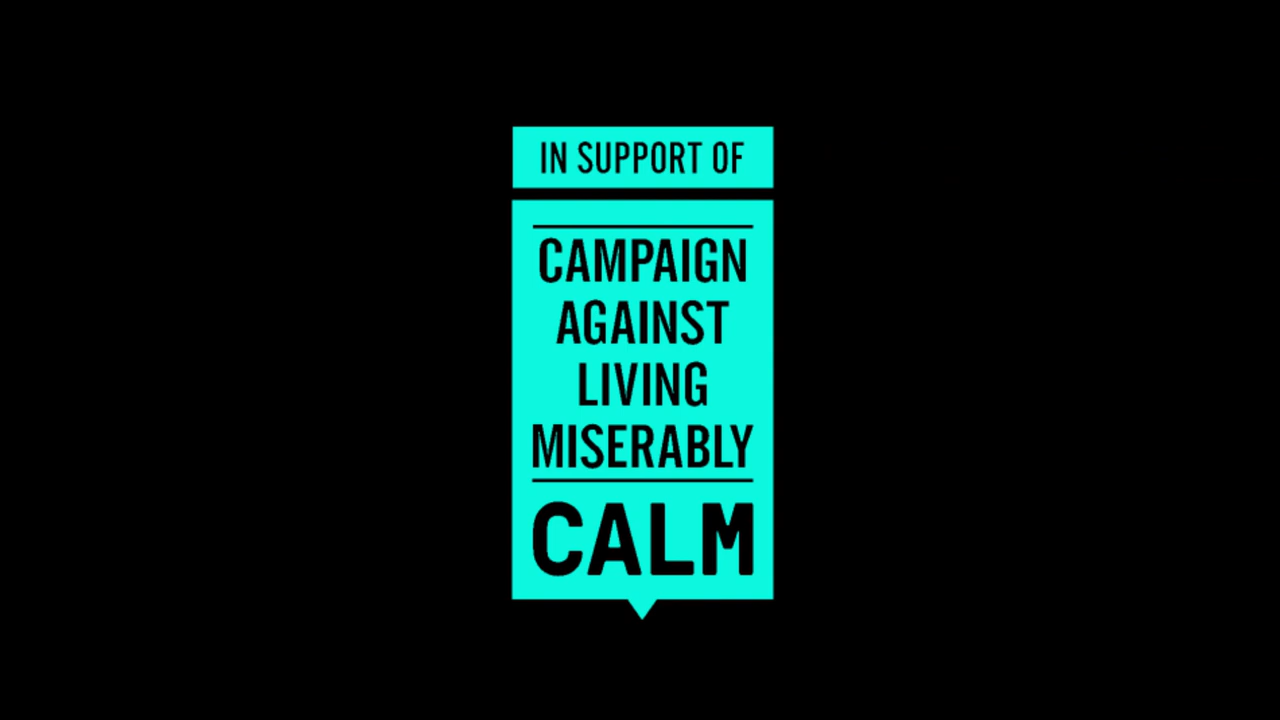 IN SUPPORT OF
CAMPAIGN
AGAINST
LIVING
MISERABLY
CALM